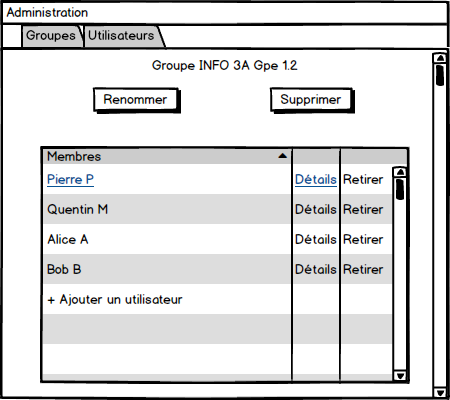 Administration
Groupes Utilisateurs
Groupe INFO 3A Gpe 1.2
Renommer Supprimer
Membres
Pierre P Détails Retirer
Quentin M Détails Retirer
Alice A Détails Retirer
Bob B Détails Retirer
+ Ajouter un utilisateur